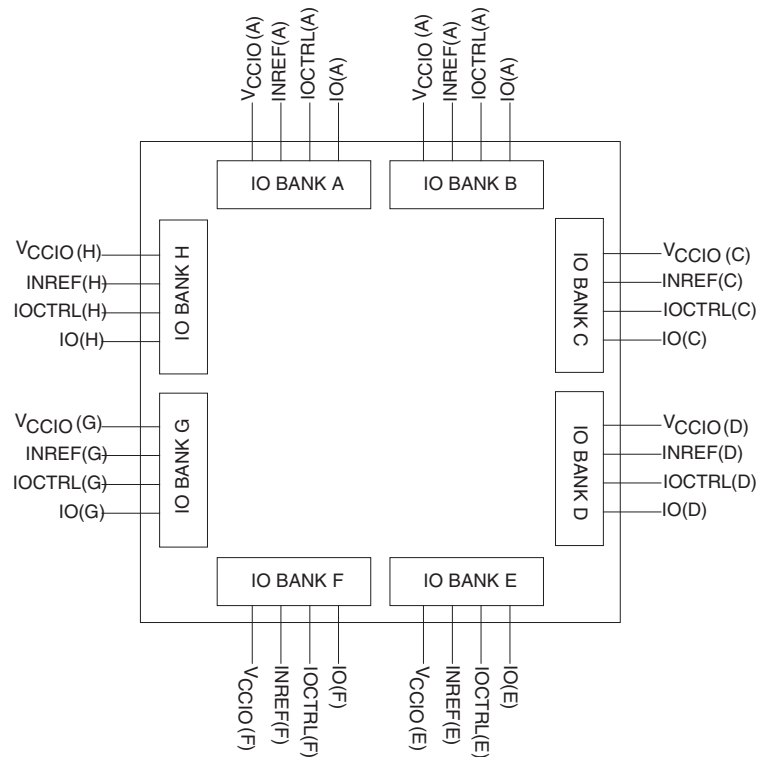 VCCIO(A)
INREF(A)
IOCTRL(A)
IO(A)
VCCIO(A)
INREF(A)
IOCTRL(A)
IO(A)
IO BANK A
IO BANK B
VCCIO(H)
INREF(H)
IOCTRL(H)
IO(H)
IO BANK H
IO BANK C
VCCIO(C)
INREF(C)
IOCTRL(C)
IO(C)
VCCIO(G)
INREF(G)
IOCTRL(G)
IO(G)
IO BANK G
IO BANK D
VCCIO(D)
INREF(D)
IOCTRL(D)
IO(D)
IO BANK F
IO BANK E
VCCIO(F)
INREF(F)
IOCTRL(F)
IO(F)
VCCIO(E)
INREF(E)
IOCTRL(E)
IO(E)